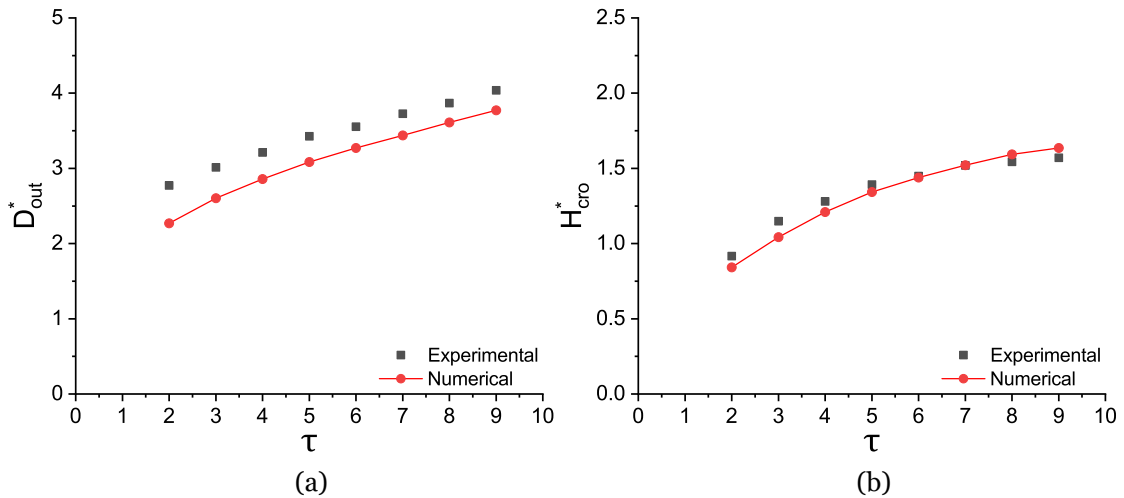 5
4
3
2
1
0
D*out
0 1 2 3 4 5 6 7 8 9 10
τ
Experimental
Numerical
(a)
2.5
2.0
1.5
1.0
0.5
0.0
H*cro
0 1 2 3 4 5 6 7 8 9 10
τ
Experimental
Numerical
(b)